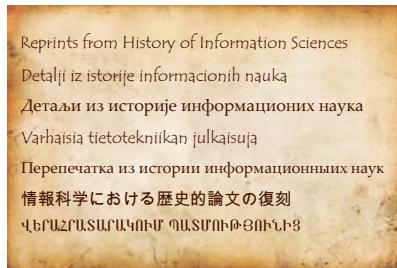 Reprints from History of Information Sciences
Detalji iz istorije informacionih nauka
Детаљи из историје информационих наука
Varhaisia tietotekniikan julkaisuja
Перепечатка из истории информационныих наук
情報科学における歴史的論文の復刻
ՎԵՐԱՀՐԱՏԱՐԱԿՈՒՄ ՊԱՏՄՈՒԹՅՈՒՆԻՑ